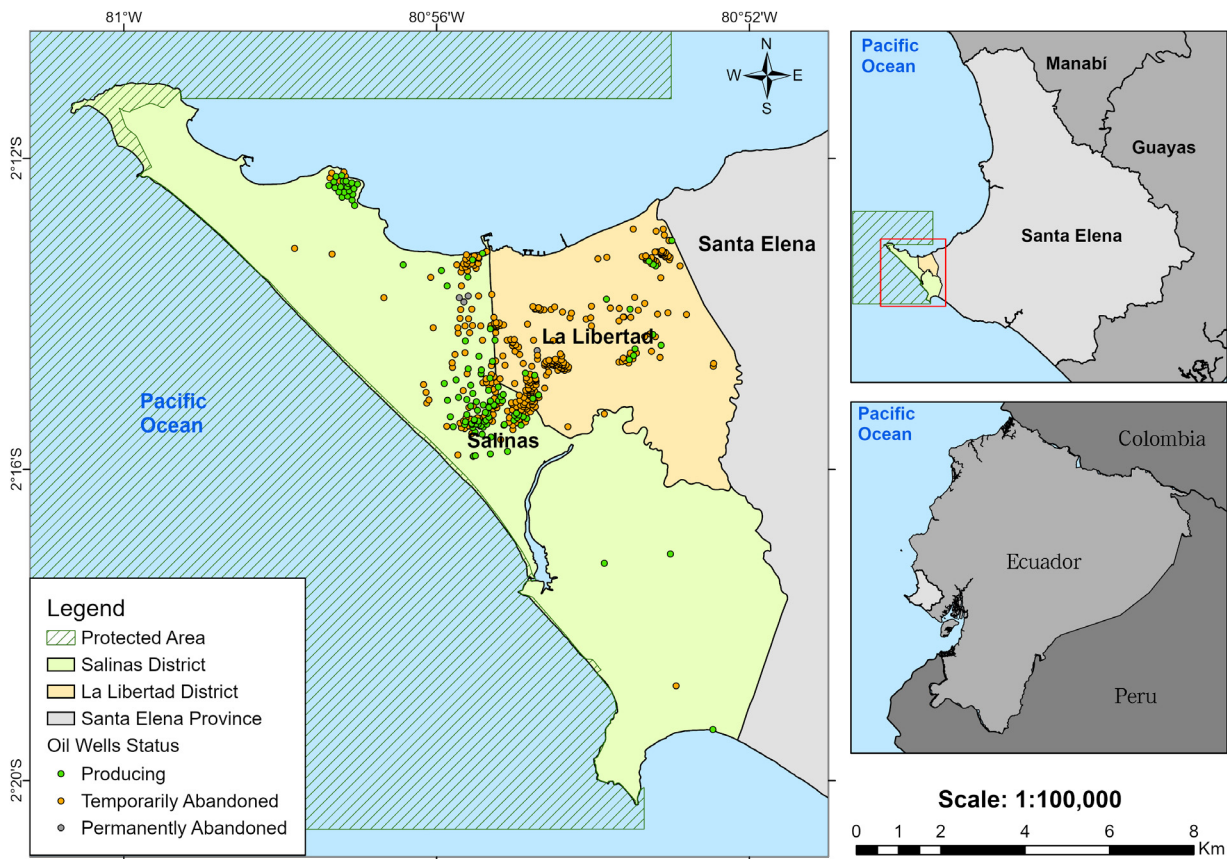 81°W
80°56'W
80°52'W
2°12'S
2°16'S
2°20'S
N
W
E
S
Santa Elena
La Libertad
Salinas
Pacific
Ocean
Legend
Protected Area
Salinas District
La Libertad District
Santa Elena Province
Oil Wells Status
Producing
Temporarily Abandoned
Permanently Abandoned
Pacific
Ocean
Manabí
Guayas
Santa Elena
Pacific
Ocean
Colombia
Ecuador
Peru
Scale: 1:100,000
0 1 2 4 6 8
Km